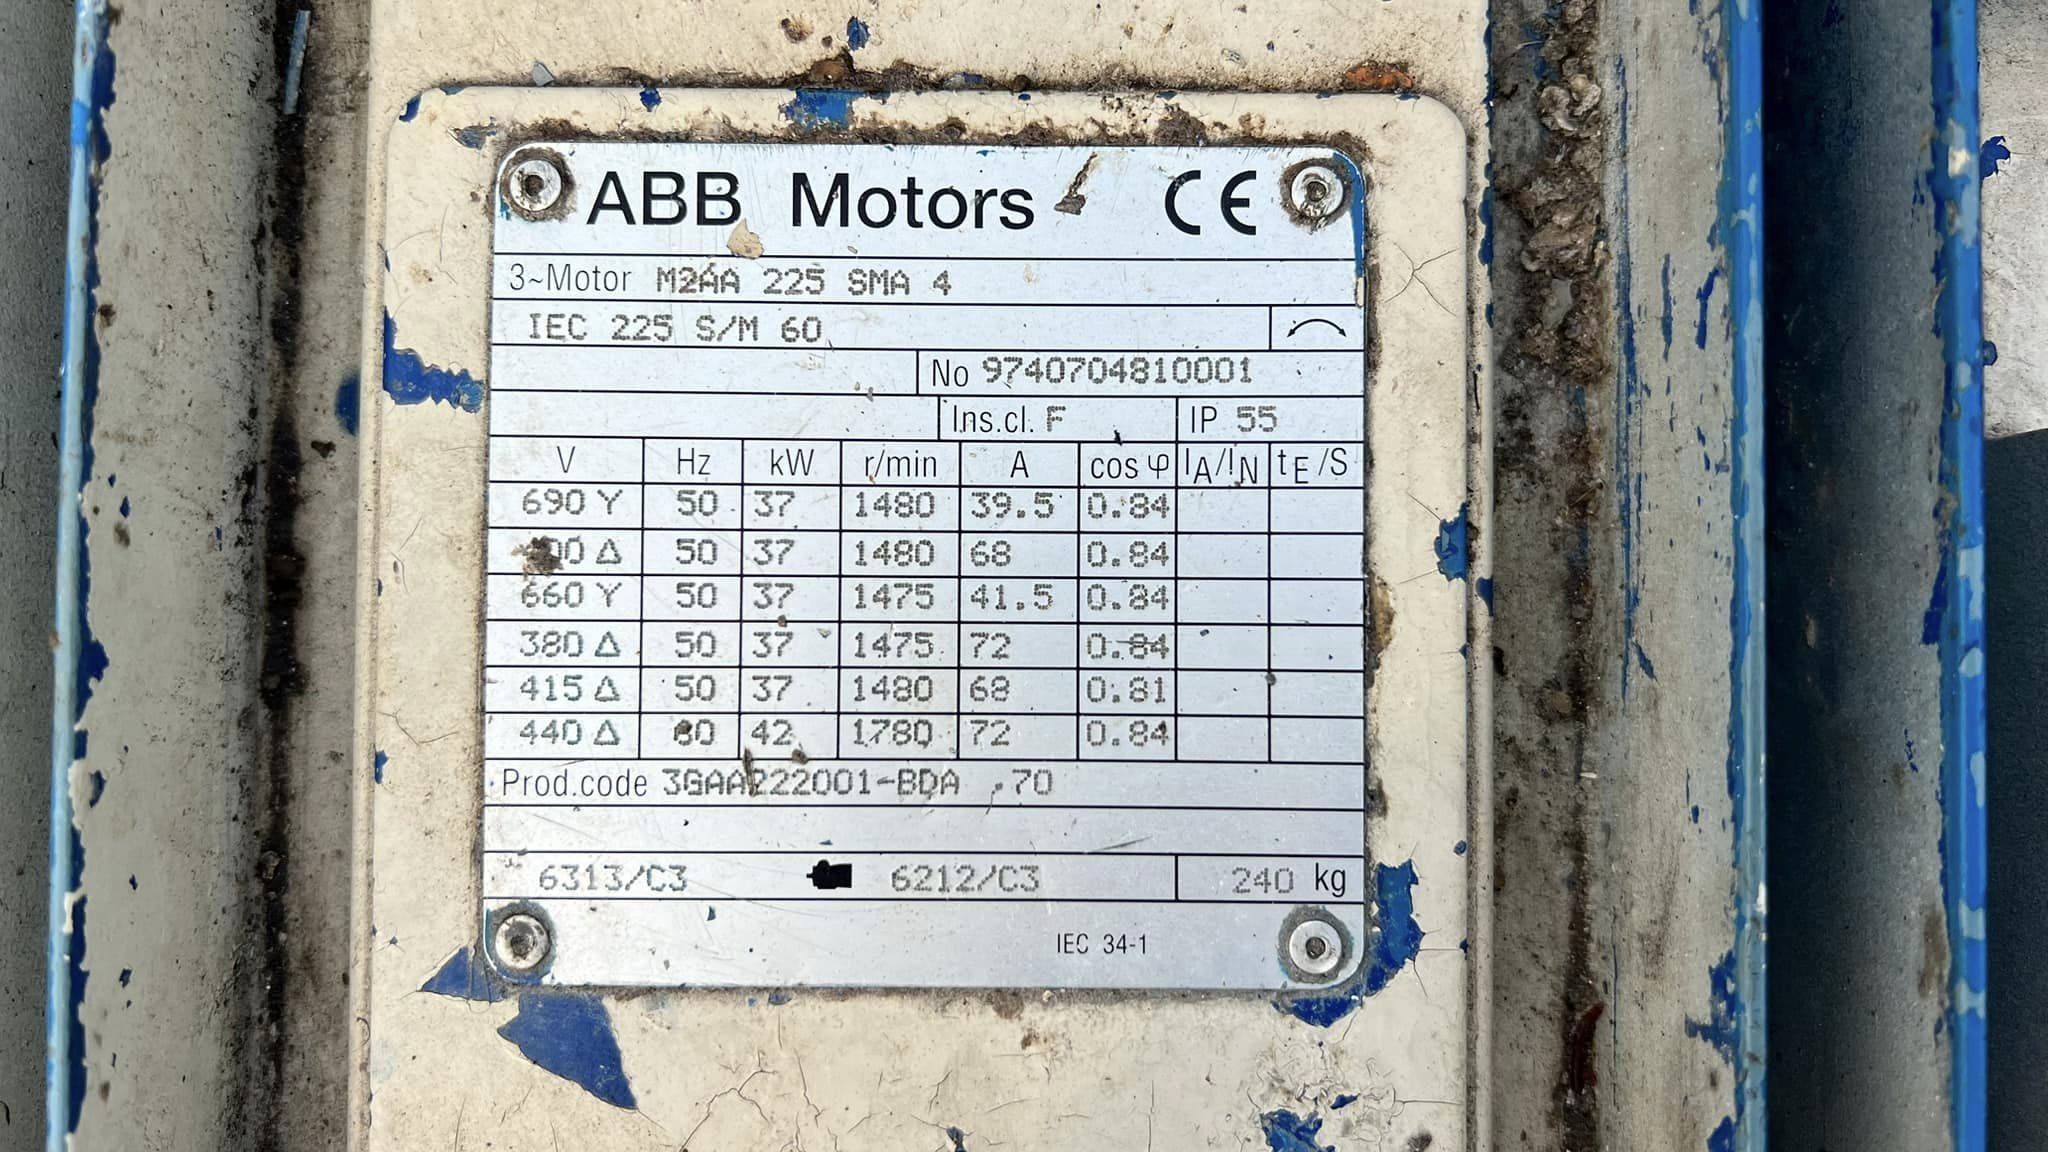 ABB Motors CE
3~Motor M2AA 225 SMA 4
IEC 225 S/M 60
No 9740704810001
Ins.cl. F IP 55
V Hz kW r/min A cos φ IA/IN tE/S
690 Y 50 37 1480 39.5 0.84
Δ 50 37 1480 68 0.84
660 Y 50 37 1475 41.5 0.84
380 Δ 50 37 1475 72 0.84
415 Δ 50 37 1480 68 0.81
440 Δ 60 42 1780 72 0.84
Prod.code 3GAA222001-BDA .70
6313/C3 6212/C3 240 kg
IEC 34-1